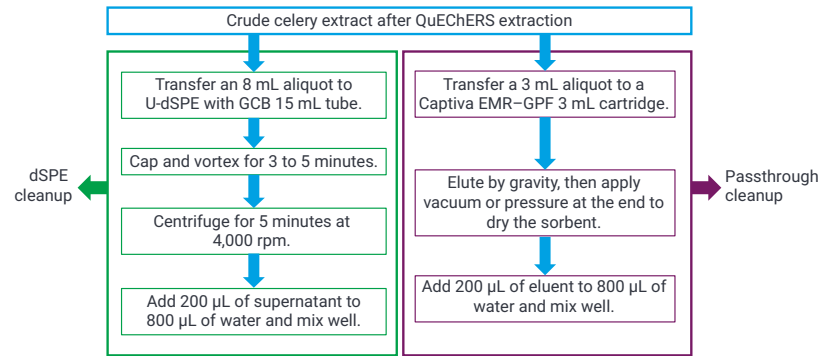 Crude celery extract after QuEChERS extraction
Transfer an 8 mL aliquot to
U-dSPE with GCB 15 mL tube.
Cap and vortex for 3 to 5 minutes.
Centrifuge for 5 minutes at
4,000 rpm.
Add 200 µL of supernatant to
800 µL of water and mix well.
dSPE
cleanup
Transfer a 3 mL aliquot to a
Captiva EMR–GPF 3 mL cartridge.
Elute by gravity, then apply
vacuum or pressure at the end to
dry the sorbent.
Add 200 µL of eluent to 800 µL of
water and mix well.
Passthrough
cleanup